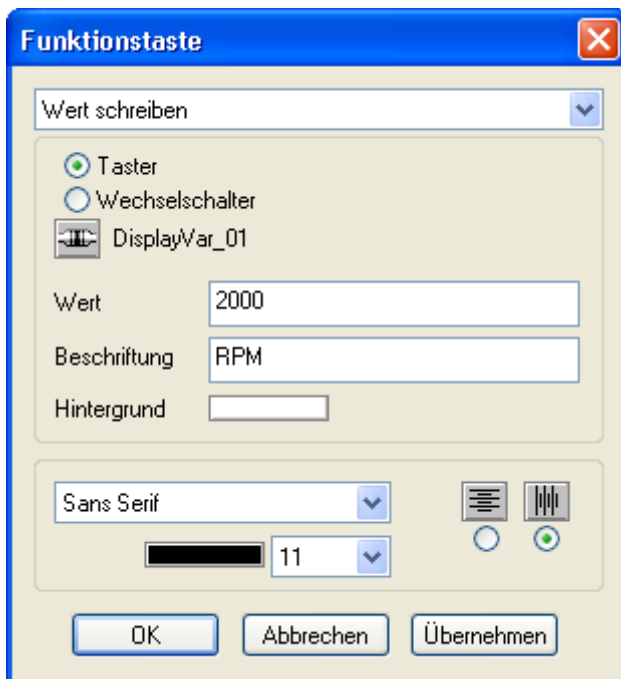 Funktionstaste
Wert schreiben
Taster
Wechselschalter
DisplayVar_01
Wert 2000
Beschriftung RPM
Hintergrund
Sans Serif
11
OK Abbrechen Übernehmen